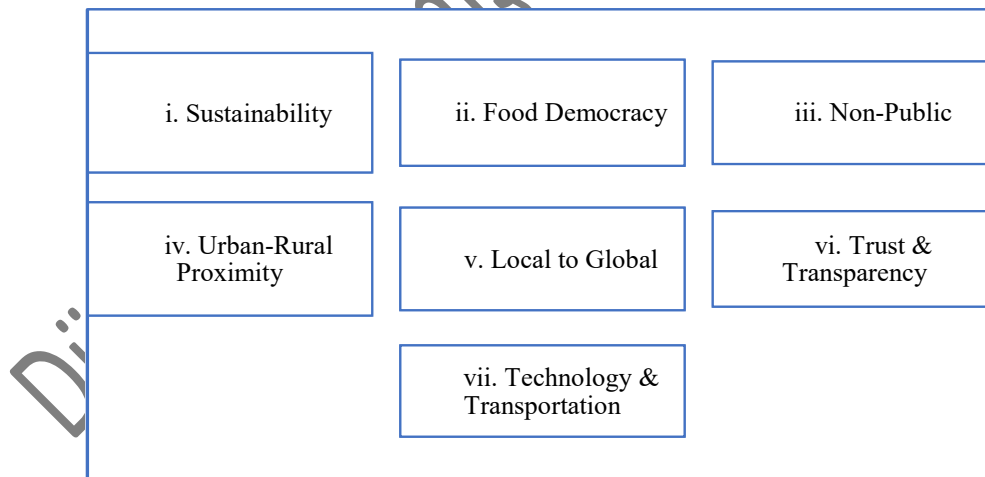 i. Sustainability
ii. Food Democracy
iii. Non-Public
iv. Urban-Rural
Proximity
v. Local to Global
vi. Trust &
Transparency
vii. Technology &
Transportation